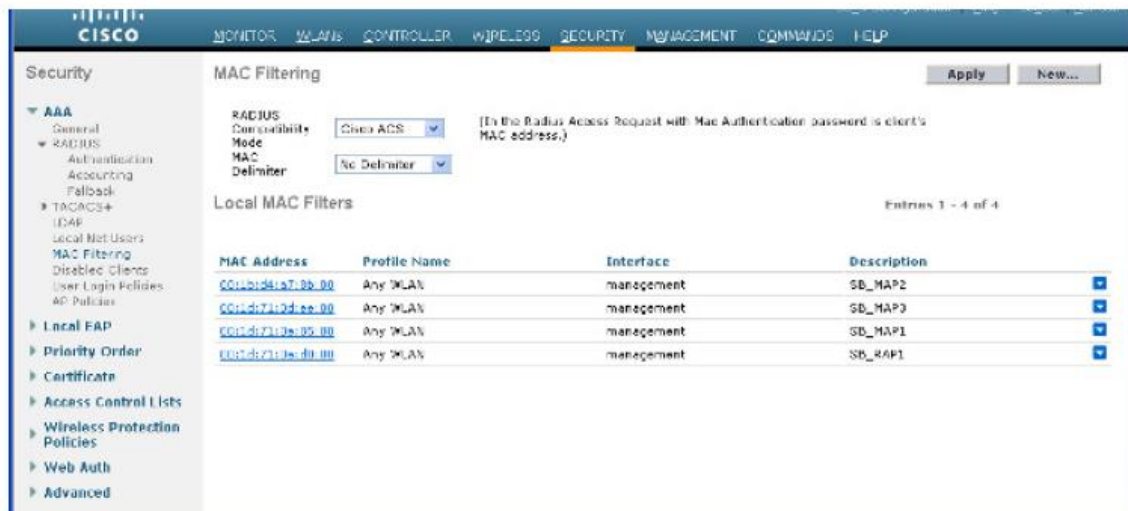 CISCO
MONITOR WLANs CONTROLLER WIRELESS SECURITY MANAGEMENT COMMANDS HELP
Security
AAA
General
RADIUS
Authentication
Accounting
Fallback
TACACS+
LDAP
Local Net Users
MAC Filtering
Disabled Clients
User Login Policies
AP Policies
Local EAP
Priority Order
Certificate
Access Control Lists
Wireless Protection
Policies
Web Auth
Advanced
MAC Filtering
Apply New...
RADIUS
Compatibility
Mode
Cisco ACS
(In the Radius Access Request with Mac Authentication password is client's
MAC address.)
MAC
Delimiter
No Delimiter
Local MAC Filters
Entries 1 - 4 of 4
MAC Address Profile Name Interface Description
Any WLAN management SB_MAP2
Any WLAN management SB_MAP3
Any WLAN management SB_MAP1
Any WLAN management SB_RAP1